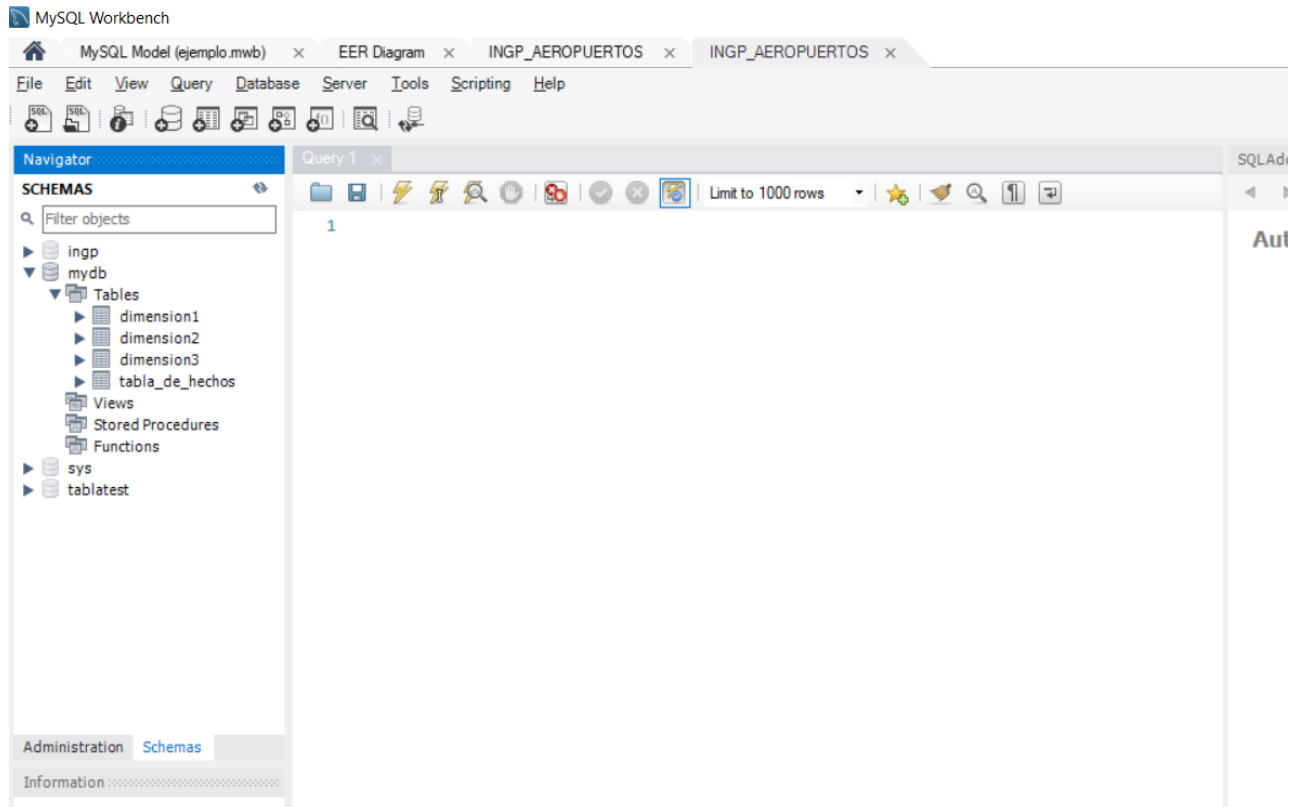 MySQL Workbench
MySQL Model (ejemplo.mwb) × EER Diagram × INGP_AEROPUERTOS × INGP_AEROPUERTOS ×
File Edit View Query Database Server Tools Scripting Help
Navigator
Query 1 ×
SCHEMAS
Limit to 1000 rows
Filter objects
1
ingp
mydb
Tables
dimension1
dimension2
dimension3
tabla_de_hechos
Views
Stored Procedures
Functions
sys
tablatest
Administration Schemas
Information
SQLAd
Aut